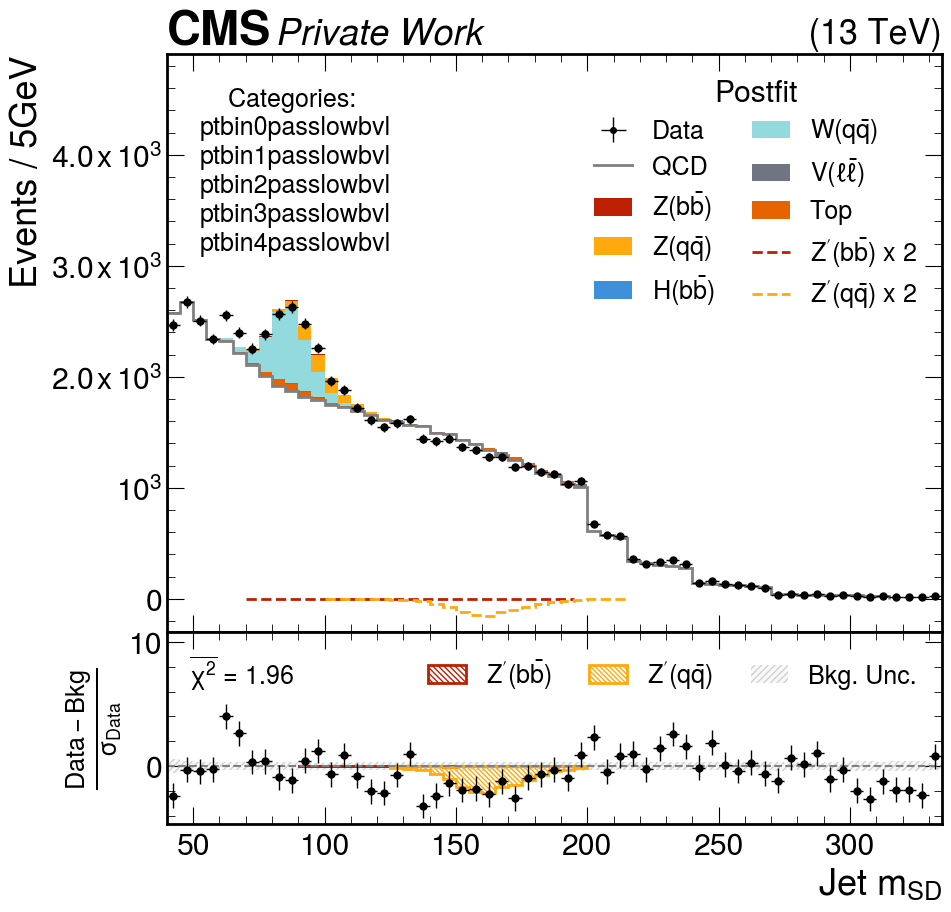 CMS Private Work (13 TeV)
Events / 5GeV
Categories:
ptbin0passlowbvl
ptbin1passlowbvl
ptbin2passlowbvl
ptbin3passlowbvl
ptbin4passlowbvl
Postfit
Data
QCD
Z(bb̄)
Z(qq̄)
H(bb̄)
W(qq̄)
V(ℓℓ̄)
Top
Z′(bb̄) x 2
Z′(qq̄) x 2
4.0 x 10³
3.0 x 10³
2.0 x 10³
10³
0
Data − Bkg
σData
10
0
χ² = 1.96
Z′(bb̄)
Z′(qq̄)
Bkg. Unc.
50 100 150 200 250 300
Jet mSD